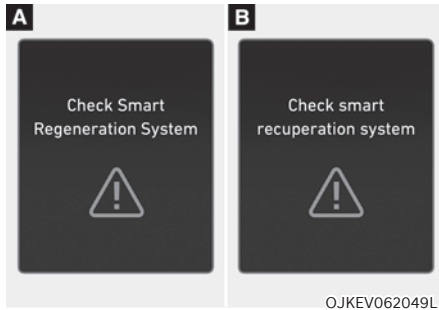 A
Check Smart
Regeneration System
B
Check smart
recuperation system
OJKEV062049L